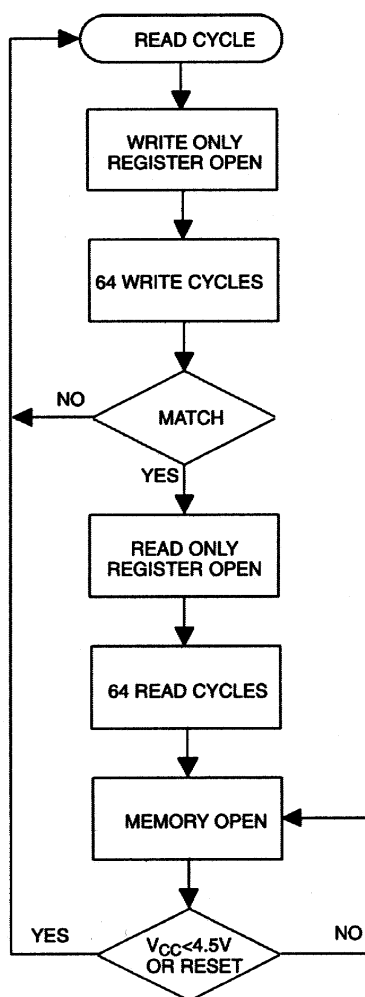 READ CYCLE
WRITE ONLY
REGISTER OPEN
64 WRITE CYCLES
NO
MATCH
YES
READ ONLY
REGISTER OPEN
64 READ CYCLES
MEMORY OPEN
YES
VCC<4.5V
OR RESET
NO